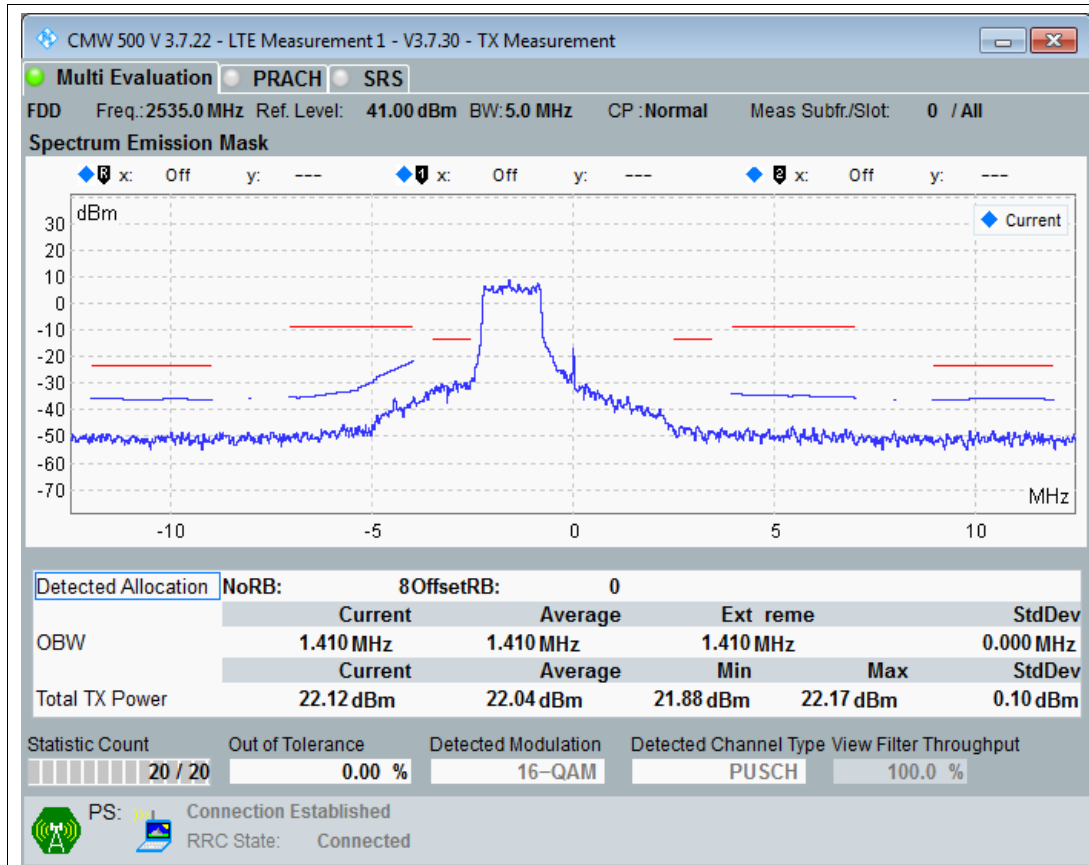 CMW 500 V 3.7.22 - LTE Measurement 1 - V3.7.30 - TX Measurement
Multi Evaluation PRACH SRS
FDD Freq.: 2535.0 MHz Ref. Level: 41.00 dBm BW: 5.0 MHz CP : Normal Meas Subfr./Slot: 0 / All
Spectrum Emission Mask
R x: Off y: --- 1 x: Off y: --- 2 x: Off y: ---
dBm
Current
30
20
10
0
-10
-20
-30
-40
-50
-60
-70
MHz
-10 -5 0 5 10
Detected Allocation NoRB: 8 OffsetRB: 0
Current Average Ext reme StdDev
OBW 1.410 MHz 1.410 MHz 1.410 MHz 0.000 MHz
Current Average Min Max StdDev
Total TX Power 22.12 dBm 22.04 dBm 21.88 dBm 22.17 dBm 0.10 dBm
Statistic Count Out of Tolerance Detected Modulation Detected Channel Type View Filter Throughput
20 / 20 0.00 % 16-QAM PUSCH 100.0 %
PS: Connection Established
RRC State: Connected